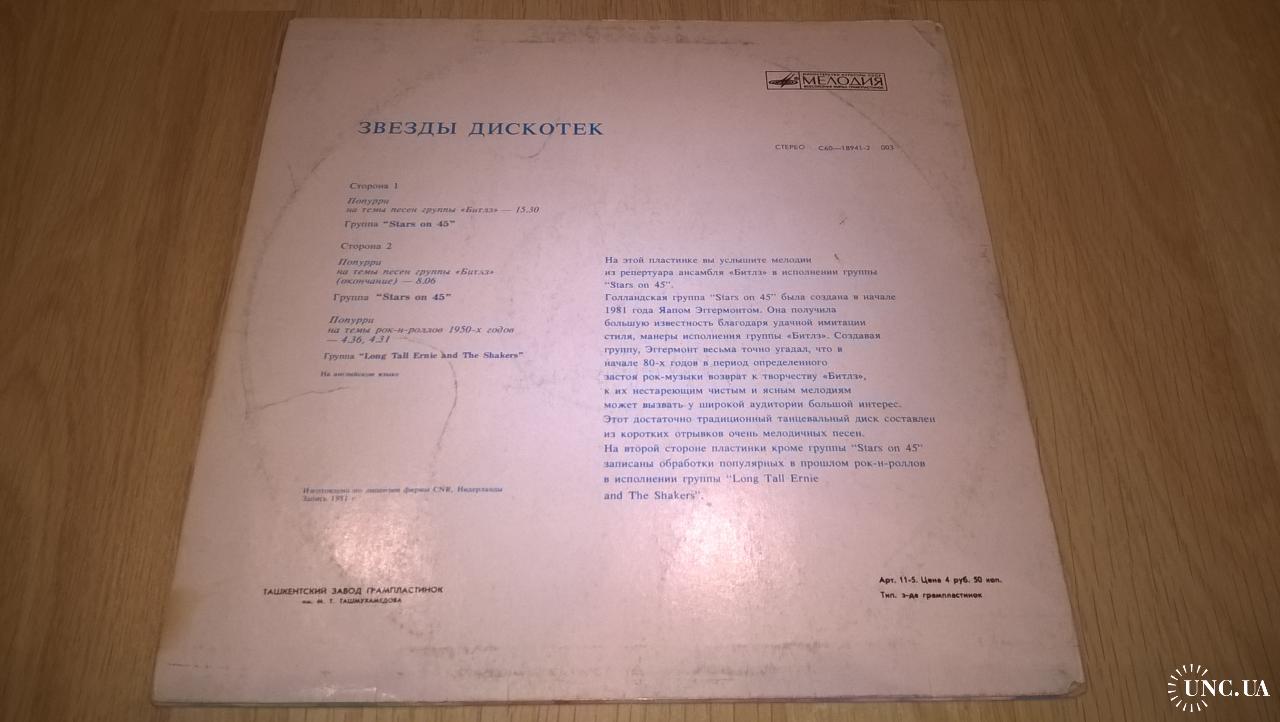 МИНИСТЕРСТВО КУЛЬТУРЫ СССР
МЕЛОДИЯ
ВСЕСОЮЗНАЯ ФИРМА ГРАМПЛАСТИНОК
ЗВЕЗДЫ ДИСКОТЕК
СТЕРЕО С60—18941-2 003
Сторона 1
Попурри
на темы песен группы «Битлз» — 15.30
Группа "Stars on 45"
Сторона 2
Попурри
на темы песен группы «Битлз»
(окончание) — 8.06
Группа "Stars on 45"
Попурри
на темы рок-н-роллов 1950-х годов
— 4.36, 4.31
Группа "Long Tall Ernie and The Shakers"
На английском языке
Изготовлено по лицензии фирмы CNR, Нидерланды
Запись 1981 г.
На этой пластинке вы услышите мелодии
из репертуара ансамбля «Битлз» в исполнении группы
"Stars on 45".
Голландская группа "Stars on 45" была создана в начале
1981 года Яапом Эггермонтом. Она получила
большую известность благодаря удачной имитации
стиля, манеры исполнения группы «Битлз». Создавая
группу, Эггермонт весьма точно угадал, что в
начале 80-х годов в период определенного
застоя рок-музыки возврат к творчеству «Битлз»,
к их нестареющим чистым и ясным мелодиям
может вызвать у широкой аудитории большой интерес.
Этот достаточно традиционный танцевальный диск составлен
из коротких отрывков очень мелодичных песен.
На второй стороне пластинки кроме группы "Stars on 45"
записаны обработки популярных в прошлом рок-н-роллов
в исполнении группы "Long Tall Ernie
and The Shakers".
ТАШКЕНТСКИЙ ЗАВОД ГРАМПЛАСТИНОК
им. М. Т. ТАШМУХАМЕДОВА
Арт. 11-5. Цена 4 руб. 50 коп.
Тип. з-да грампластинок
UNC.UA